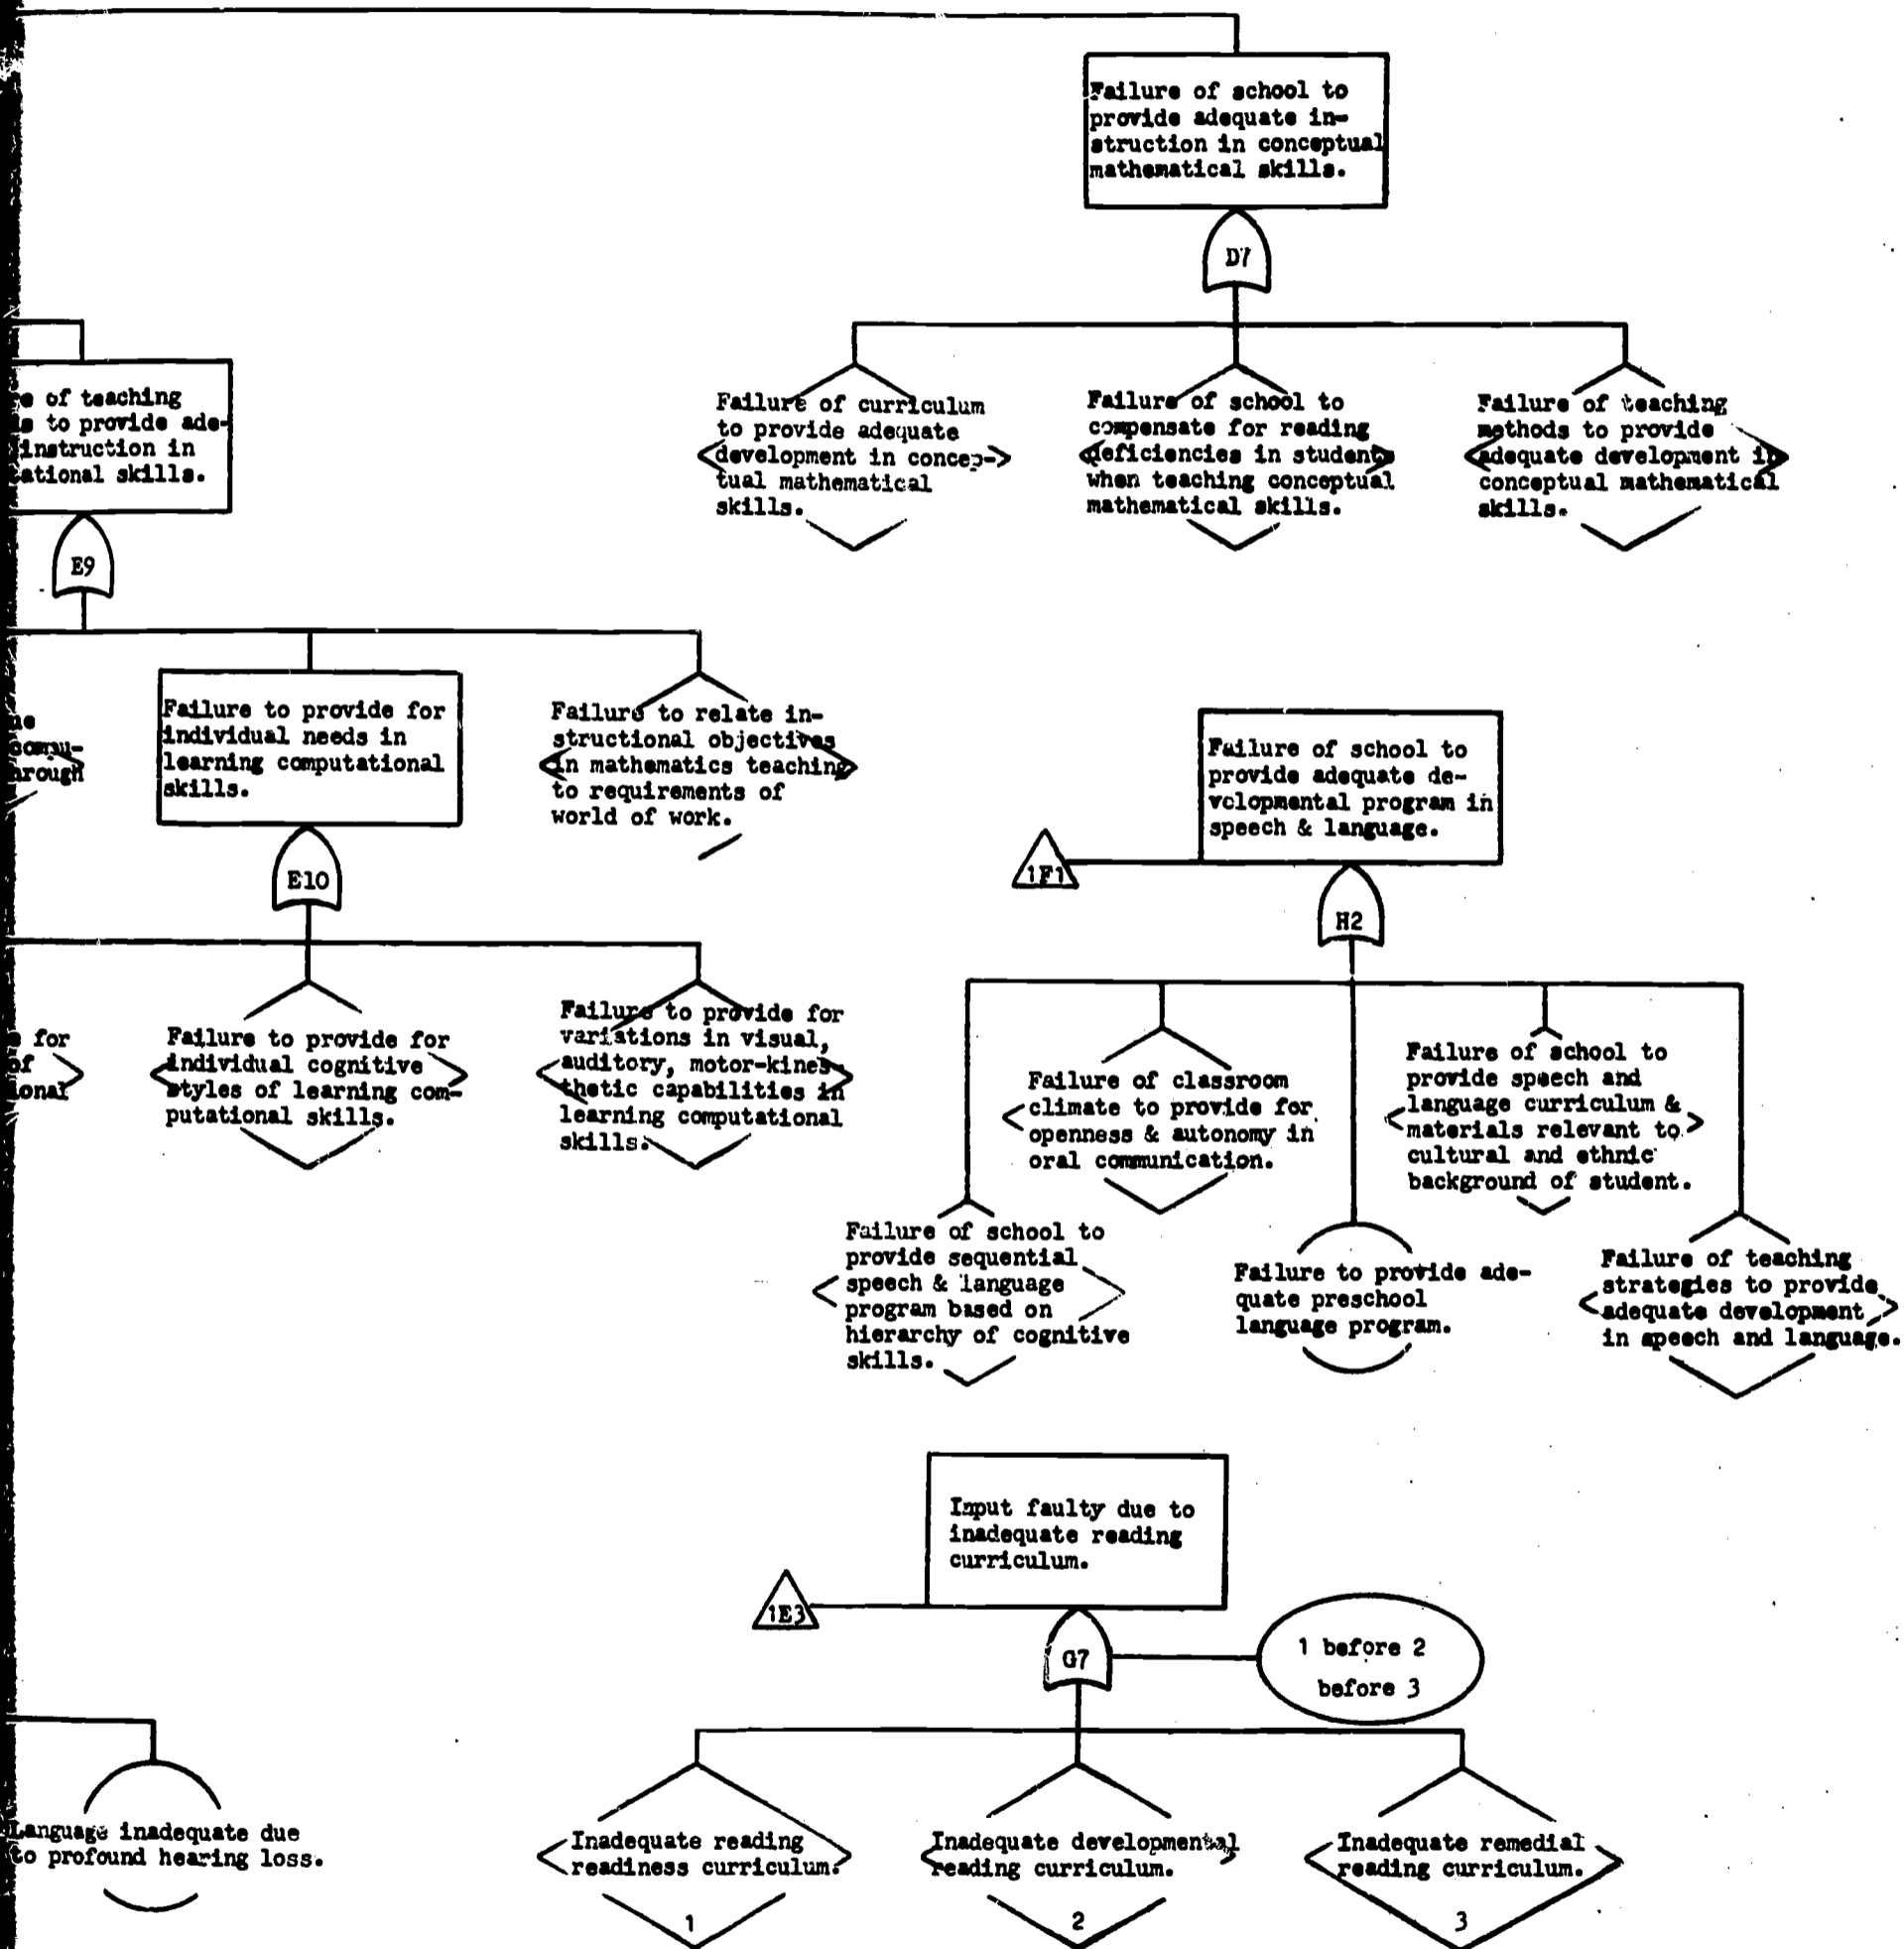 Failure of school to
provide adequate in-
struction in conceptual
mathematical skills.
D7
of teaching
to provide ade-
instruction in
skills.
E9
Failure of curriculum
to provide adequate
development in concep-
tual mathematical
skills.
Failure of school to
compensate for reading
deficiencies in students
when teaching conceptual
mathematical skills.
Failure of teaching
methods to provide
adequate development in
conceptual mathematical
skills.
Failure to provide for
individual needs in
learning computational
skills.
E10
Failure to relate in-
structional objectives
in mathematics teaching
to requirements of
world of work.
Failure of school to
provide adequate de-
velopmental program in
speech & language.
1F1
H2
for
of
Failure to provide for
individual cognitive
styles of learning com-
putational skills.
Failure to provide for
variations in visual,
auditory, motor-kines-
thetic capabilities in
learning computational
skills.
Failure of classroom
climate to provide for
openness & autonomy in
oral communication.
Failure of school to
provide speech and
language curriculum &
materials relevant to
cultural and ethnic
background of student.
Failure of school to
provide sequential
speech & language
program based on
hierarchy of cognitive
skills.
Failure to provide ade-
quate preschool
language program.
Failure of teaching
strategies to provide
adequate development
in speech and language.
Input faulty due to
inadequate reading
curriculum.
1E3
G7
1 before 2
before 3
Language inadequate due
to profound hearing loss.
Inadequate reading
readiness curriculum.
1
Inadequate developmental
reading curriculum.
2
Inadequate remedial
reading curriculum.
3